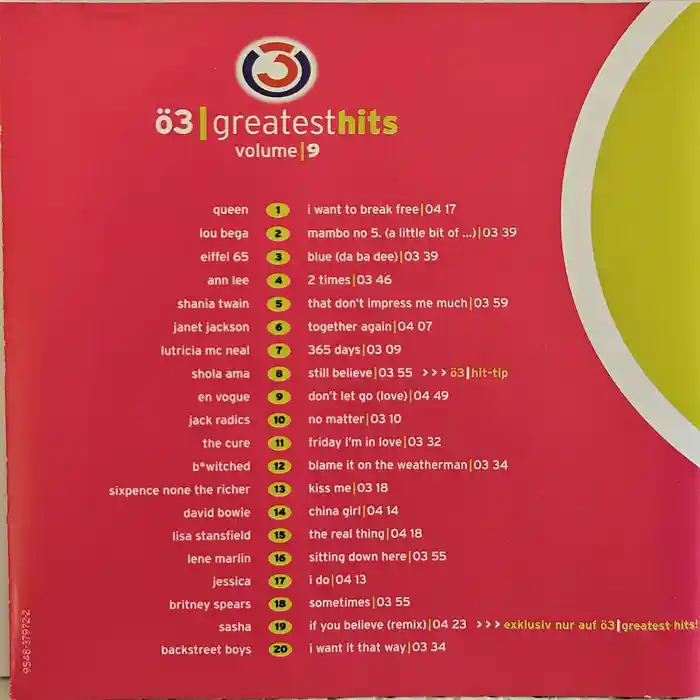 3
ö3|greatesthits
volume|9
queen 1 i want to break free|04 17
lou bega 2 mambo no 5. (a little bit of ...)|03 39
eiffel 65 3 blue (da ba dee)|03 39
ann lee 4 2 times|03 46
shania twain 5 that don't impress me much|03 59
janet jackson 6 together again|04 07
lutricia mc neal 7 365 days|03 09
shola ama 8 still believe|03 55 >>> ö3|hit-tip
en vogue 9 don't let go (love)|04 49
jack radics 10 no matter|03 10
the cure 11 friday i'm in love|03 32
b*witched 12 blame it on the weatherman|03 34
sixpence none the richer 13 kiss me|03 18
david bowie 14 china girl|04 14
lisa stansfield 15 the real thing|04 18
lene marlin 16 sitting down here|03 55
jessica 17 i do|04 13
britney spears 18 sometimes|03 55
sasha 19 if you believe (remix)|04 23 >>> exklusiv nur auf ö3|greatest hits!
backstreet boys 20 i want it that way|03 34
9548-37972-2